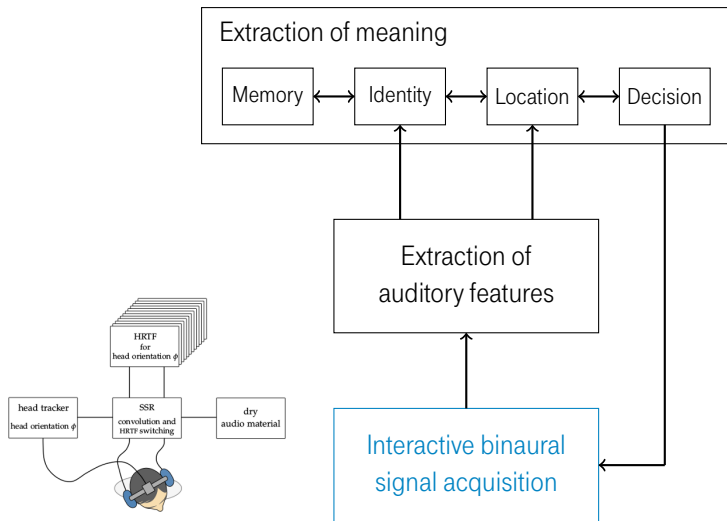 Extraction of meaning
Memory
Identity
Location
Decision
Extraction of
auditory features
Interactive binaural
signal acquisition
HRTF
for
head orientation ϕ
head tracker
head orientation ϕ
SSR
convolution and
HRTF switching
dry
audio material